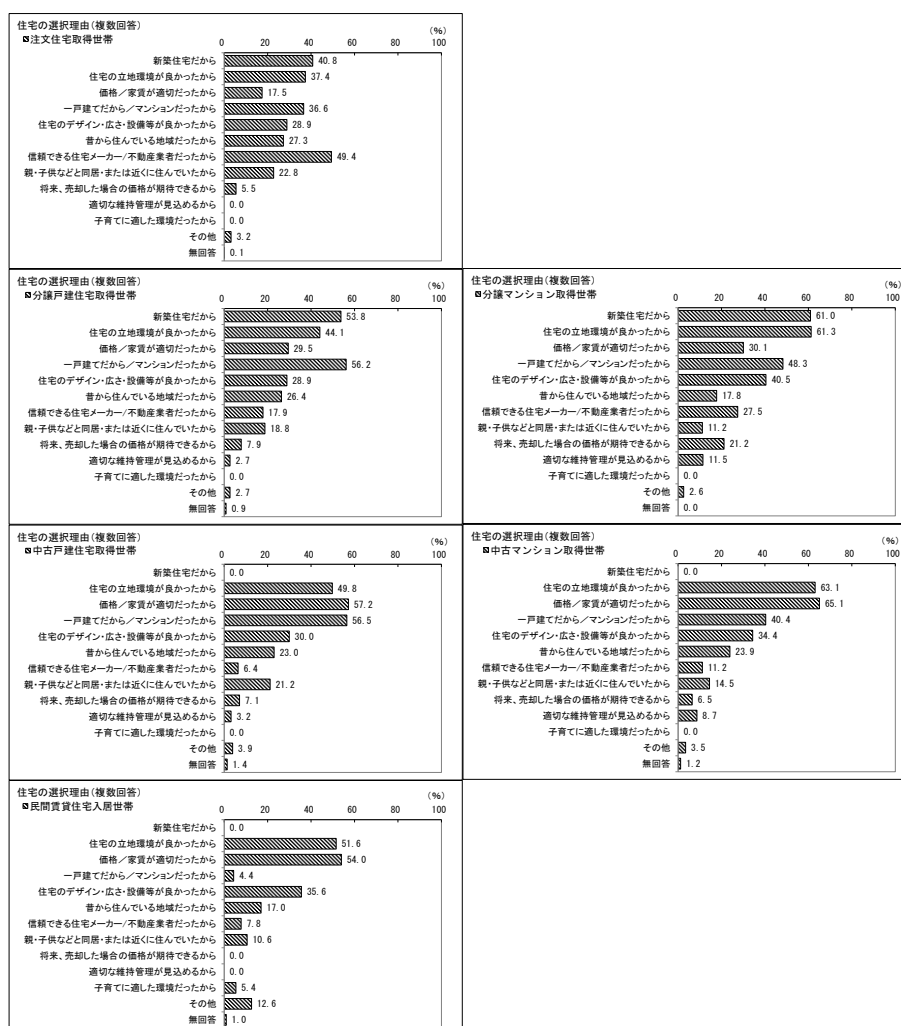 住宅の選択理由(複数回答)
注文住宅取得世帯
(%)
0 20 40 60 80 100
新築住宅だから 40.8
住宅の立地環境が良かったから 37.4
価格/家賃が適切だったから 17.5
一戸建てだから/マンションだったから 36.6
住宅のデザイン・広さ・設備等が良かったから 28.9
昔から住んでいる地域だったから 27.3
信頼できる住宅メーカー/不動産業者だったから 49.4
親・子供などと同居・または近くに住んでいたから 22.8
将来、売却した場合の価格が期待できるから 5.5
適切な維持管理が見込めるから 0.0
子育てに適した環境だったから 0.0
その他 3.2
無回答 0.1
住宅の選択理由(複数回答)
分譲戸建住宅取得世帯
(%)
0 20 40 60 80 100
新築住宅だから 53.8
住宅の立地環境が良かったから 44.1
価格/家賃が適切だったから 29.5
一戸建てだから/マンションだったから 56.2
住宅のデザイン・広さ・設備等が良かったから 28.9
昔から住んでいる地域だったから 26.4
信頼できる住宅メーカー/不動産業者だったから 17.9
親・子供などと同居・または近くに住んでいたから 18.8
将来、売却した場合の価格が期待できるから 7.9
適切な維持管理が見込めるから 2.7
子育てに適した環境だったから 0.0
その他 2.7
無回答 0.9
住宅の選択理由(複数回答)
分譲マンション取得世帯
(%)
0 20 40 60 80 100
新築住宅だから 61.0
住宅の立地環境が良かったから 61.3
価格/家賃が適切だったから 30.1
一戸建てだから/マンションだったから 48.3
住宅のデザイン・広さ・設備等が良かったから 40.5
昔から住んでいる地域だったから 17.8
信頼できる住宅メーカー/不動産業者だったから 27.5
親・子供などと同居・または近くに住んでいたから 11.2
将来、売却した場合の価格が期待できるから 21.2
適切な維持管理が見込めるから 11.5
子育てに適した環境だったから 0.0
その他 2.6
無回答 0.0
住宅の選択理由(複数回答)
中古戸建住宅取得世帯
(%)
0 20 40 60 80 100
新築住宅だから 0.0
住宅の立地環境が良かったから 49.8
価格/家賃が適切だったから 57.2
一戸建てだから/マンションだったから 56.5
住宅のデザイン・広さ・設備等が良かったから 30.0
昔から住んでいる地域だったから 23.0
信頼できる住宅メーカー/不動産業者だったから 6.4
親・子供などと同居・または近くに住んでいたから 21.2
将来、売却した場合の価格が期待できるから 7.1
適切な維持管理が見込めるから 3.2
子育てに適した環境だったから 0.0
その他 3.9
無回答 1.4
住宅の選択理由(複数回答)
中古マンション取得世帯
(%)
0 20 40 60 80 100
新築住宅だから 0.0
住宅の立地環境が良かったから 63.1
価格/家賃が適切だったから 65.1
一戸建てだから/マンションだったから 40.4
住宅のデザイン・広さ・設備等が良かったから 34.4
昔から住んでいる地域だったから 23.9
信頼できる住宅メーカー/不動産業者だったから 11.2
親・子供などと同居・または近くに住んでいたから 14.5
将来、売却した場合の価格が期待できるから 6.5
適切な維持管理が見込めるから 8.7
子育てに適した環境だったから 0.0
その他 3.5
無回答 1.2
住宅の選択理由(複数回答)
民間賃貸住宅入居世帯
(%)
0 20 40 60 80 100
新築住宅だから 0.0
住宅の立地環境が良かったから 51.6
価格/家賃が適切だったから 54.0
一戸建てだから/マンションだったから 4.4
住宅のデザイン・広さ・設備等が良かったから 35.6
昔から住んでいる地域だったから 17.0
信頼できる住宅メーカー/不動産業者だったから 7.8
親・子供などと同居・または近くに住んでいたから 10.6
将来、売却した場合の価格が期待できるから 0.0
適切な維持管理が見込めるから 0.0
子育てに適した環境だったから 5.4
その他 12.6
無回答 1.0